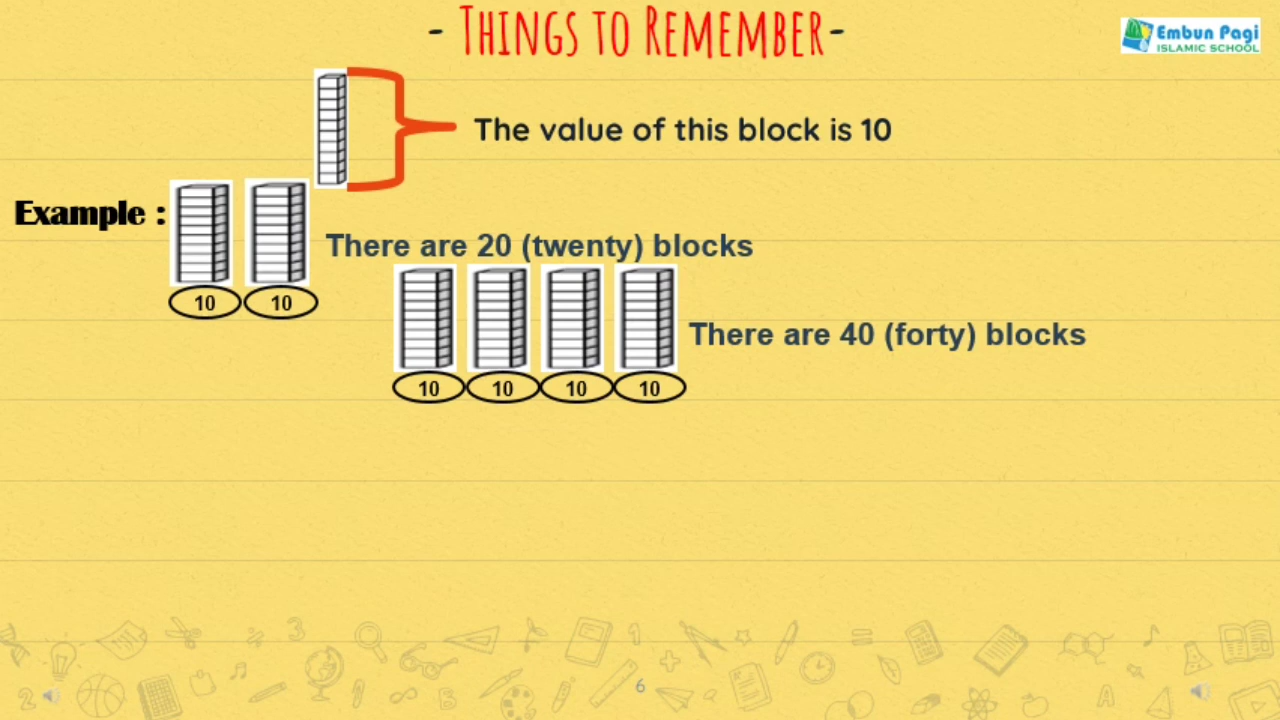 - THINGS TO REMEMBER-
Embun Pagi
ISLAMIC SCHOOL
The value of this block is 10
Example :
There are 20 (twenty) blocks
10 10
There are 40 (forty) blocks
10 10 10 10
6